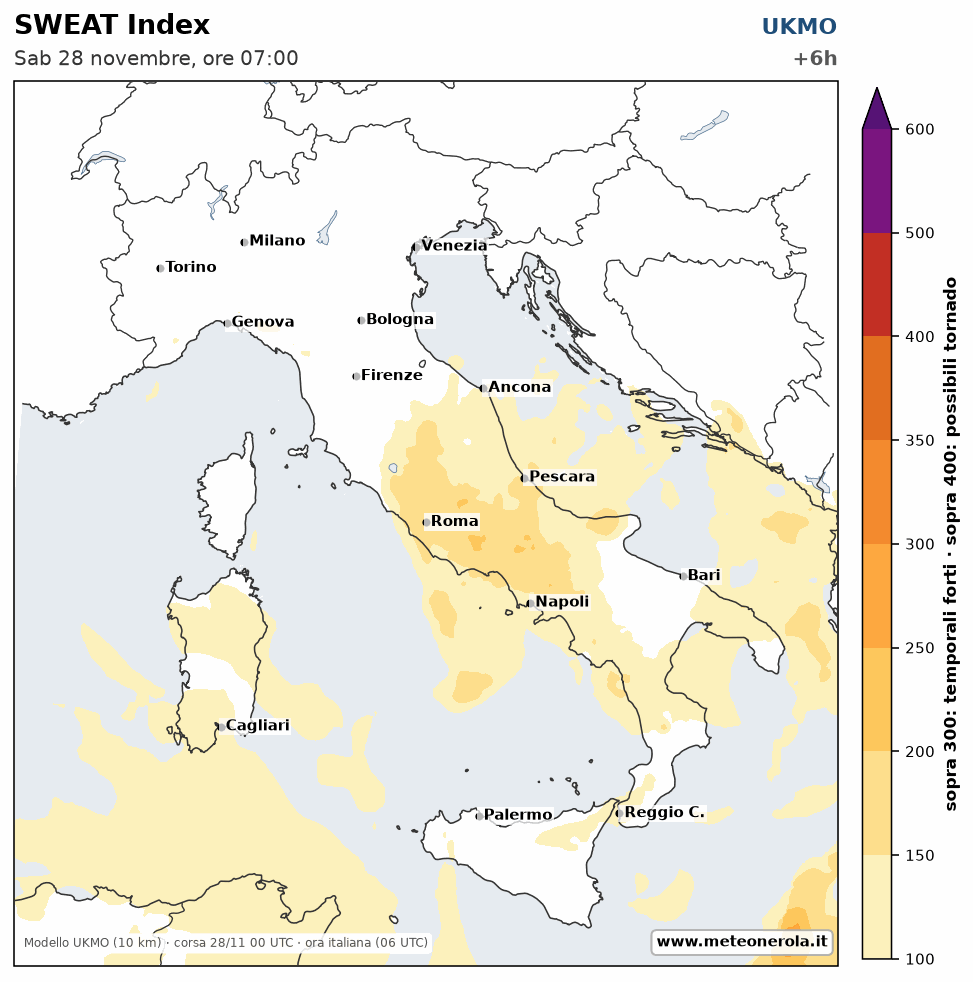 SWEAT Index
UKMO
Sab 28 novembre, ore 07:00
+6h
Milano
Venezia
Torino
Genova
Bologna
Firenze
Ancona
Pescara
Roma
Bari
Napoli
Cagliari
Palermo
Reggio C.
600
500
400
350
300
250
200
150
100
sopra 300: temporali forti · sopra 400: possibili tornado
Modello UKMO (10 km) · corsa 28/11 00 UTC · ora italiana (06 UTC)
www.meteonerola.it